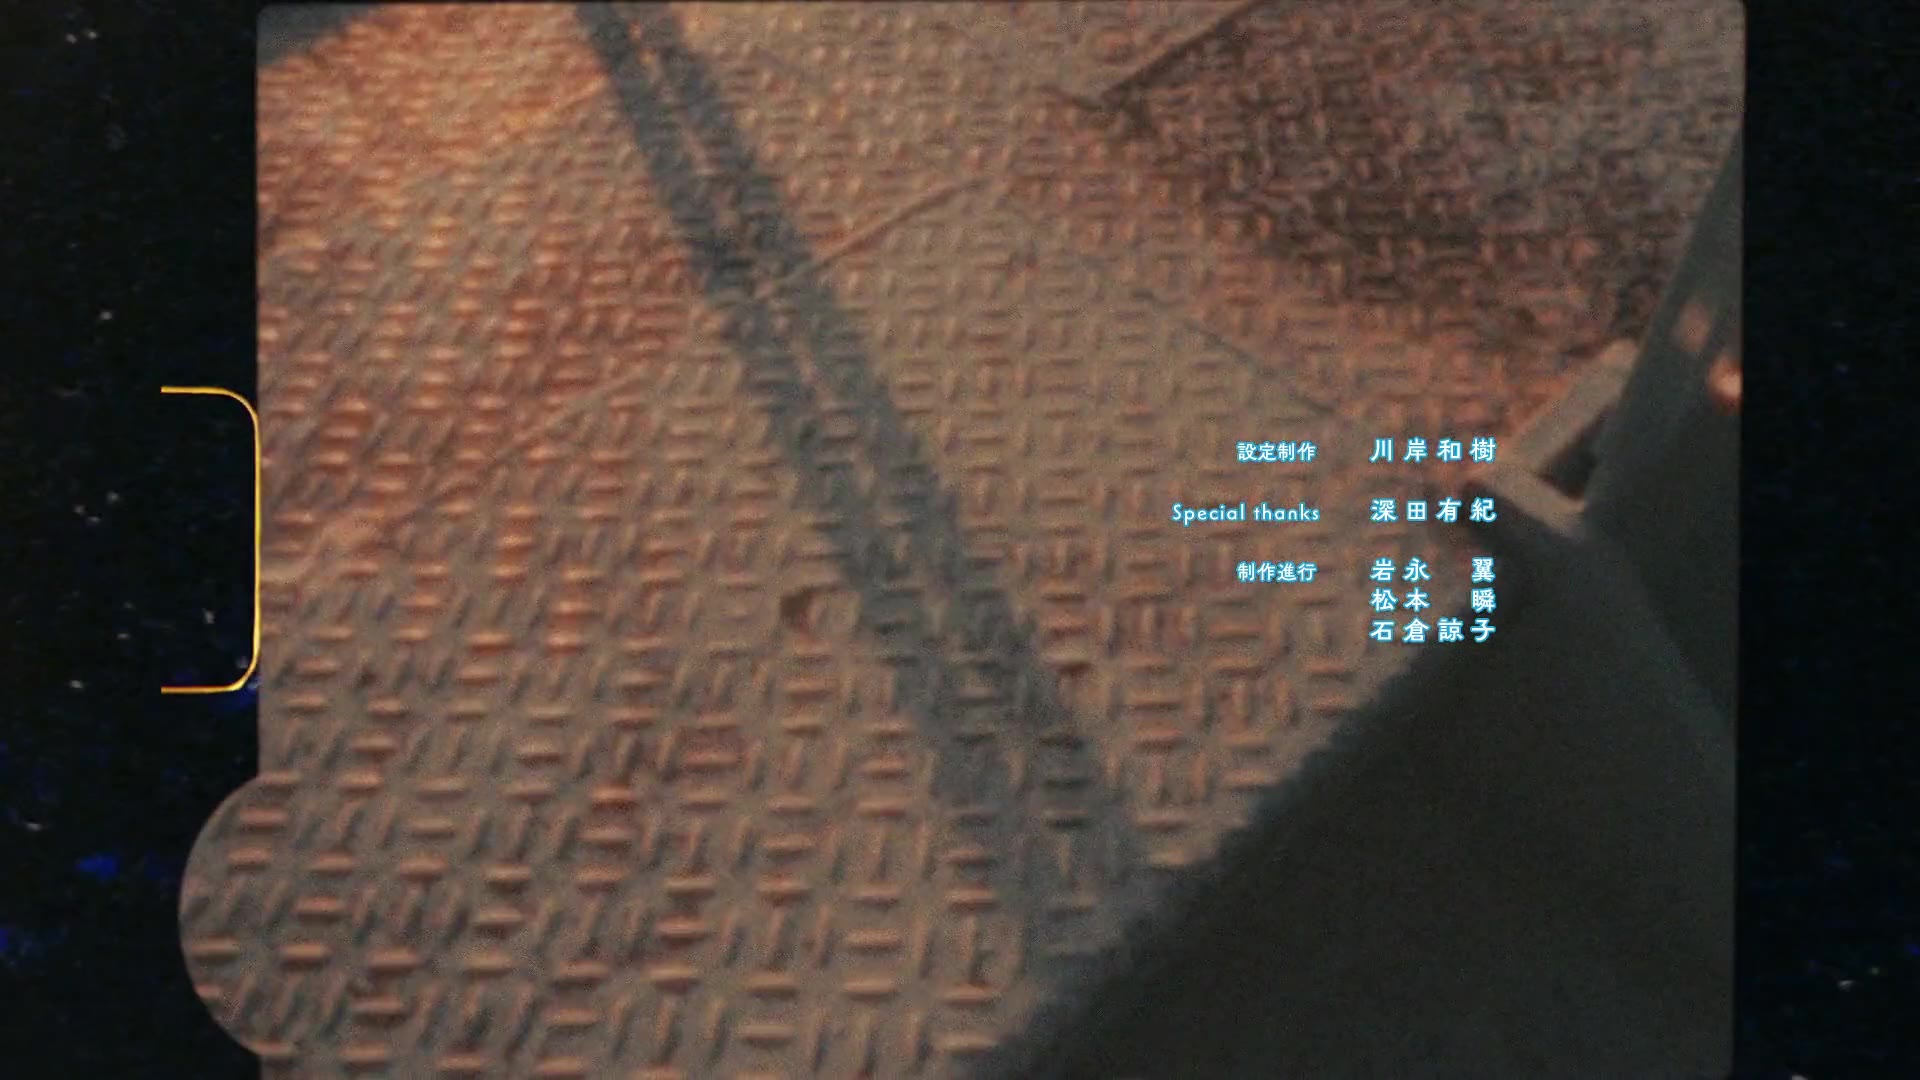 設定制作 川岸和樹
Special thanks 深田有紀
制作進行 岩永 翼
松本 瞬
石倉諒子